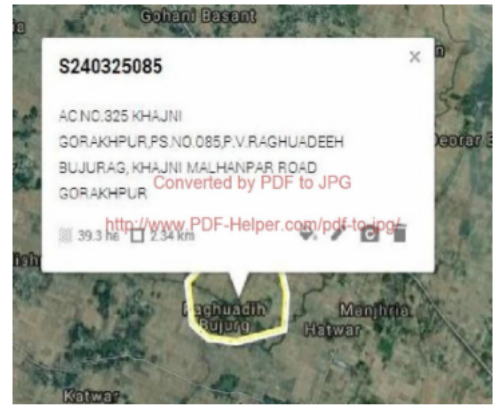 Gohani Basant
S240325085
AC.NO.325 KHAJNI
GORAKHPUR,PS.NO.085,P.V.RAGHUADEEH
BUJURAG, KHAJNI MALHANPAR ROAD
GORAKHPUR
Converted by PDF to JPG
http://www.PDF-Helper.com/pdf-to-jpg/
39.3 ha 2.34 km
Deorar
Raghuadih
Bujurg
Manjhria
Hatwar
Katwar